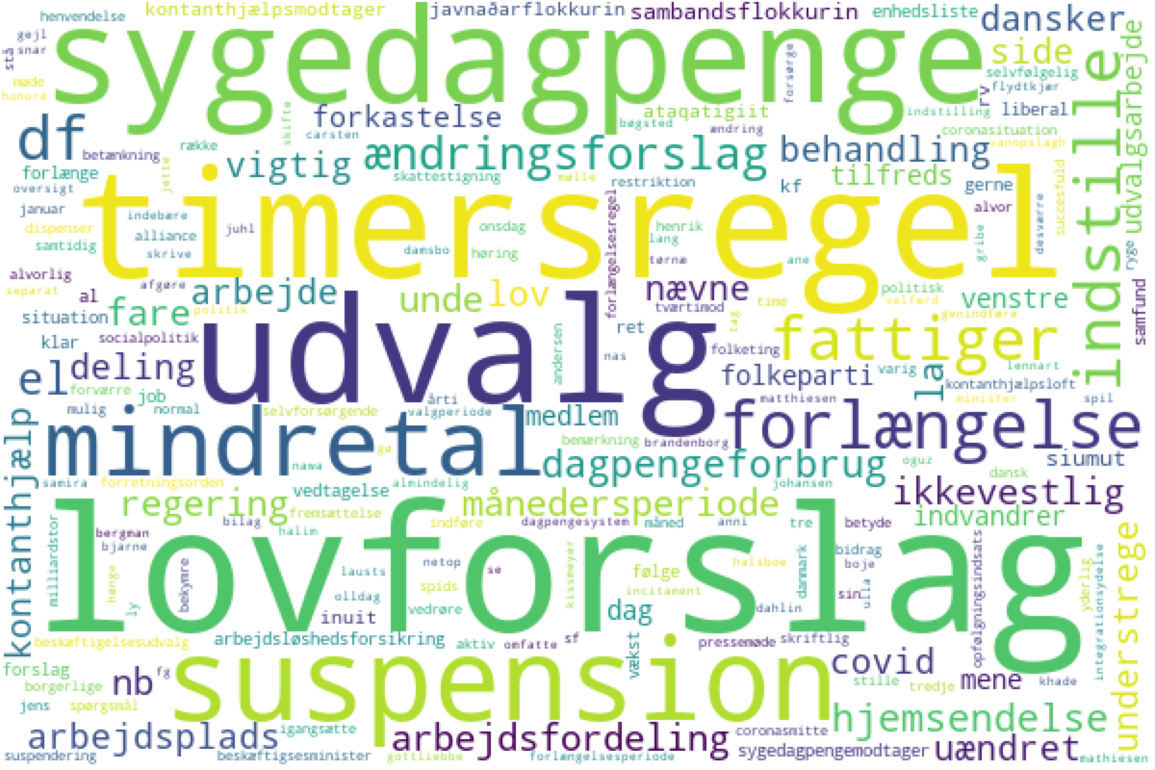 henvendelse
kontanthjælpsmodtager
javnaðarflokkurin
sambandsflokkurin
enhedsliste
dansker
gejl
snar
stå
sygedagpenge
side
selvfølgelig
flydtkjær
møde
honoré
forsørge
rv
liberal
udvalgsarbejde
df
skifte
forkastelse
carsten
bøgsted
ataqatigiit
ændring
indstilling
coronasituation
vanopslagh
indstille
betænkning
række
forlænge
vigtig
ændringsforslag
behandling
tilfreds
oversigt
jette
skattestigning
mølle
restriktion
kf
gerne
alvor
januar
indebære
timersregel
desværre
succesfuld
dispenser
alliance
juhl
onsdag
henrik
lang
samtidig
skrive
damsbo
høring
tørnæ
ane
gribe
ryge
alvorlig
afgøre
forlængelsesregel
tværtimod
politisk
velfærd
separat
al
arbejde
unde
lov
nævne
time
venstre
samfund
situation
fare
politik
udvalg
ret
tag
genindføre
klar
socialpolitik
andersen
nas
folketing
fattiger
lennart
el
deling
folkeparti
varig
la
kontanthjælpsloft
forværre
job
årti
matthiesen
minister
spil
mulig
normal
selvforsørgende
valgperiode
medlem
forlængelse
kontanthjælp
mindretal
bemærkning
brandenborg
siumut
nawa
gø
dagpengeforbrug
oguz
dansk
samira
forretningsorden
almindelig
johansen
regering
vedtagelse
månedersperiode
ikkevestlig
fremsættelse
indvandrer
bergman
bilag
indføre
dagpengesystem
måned
anni
tre
betyde
milliardstor
bjarne
halim
lovforslag
understrege
hænge
bekymre
lausts
netop
se
kissmeyer
følge
halsboe
danmark
bidrag
boje
opfølgningsindsats
yderlig
integrationsydelse
ly
olldag
spids
incitament
dahlin
sin
ulla
inuit
vedrøre
dag
beskæftigelsesudvalg
arbejdsløshedsforsikring
aktiv
omfatte
sf
vækst
pressemøde
skriftlig
forslag
fg
suspension
covid
borgerlige
nb
stille
tredje
mene
khade
jens
spørgsmål
hjemsendelse
arbejdsplads
igangsætte
arbejdsfordeling
coronasmitte
uændret
suspendering
beskæftigsesminister
gottliebbe
forlængelsesperiode
sygedagpengemodtager
mathiesen